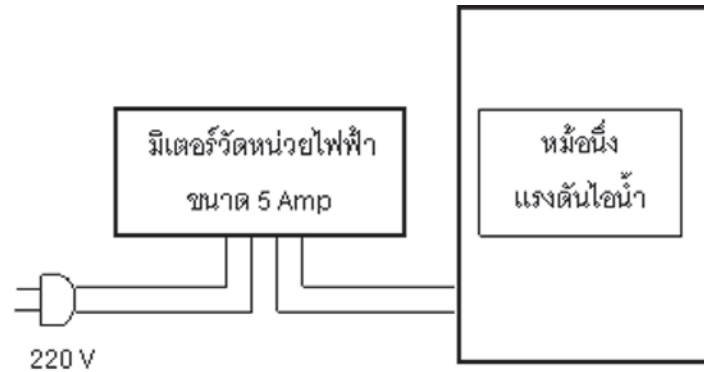 มิเตอร์วัดหน่วยไฟฟ้า
ขนาด 5 Amp
หม้อนึ่ง
แรงดันไอน้ำ
220 V